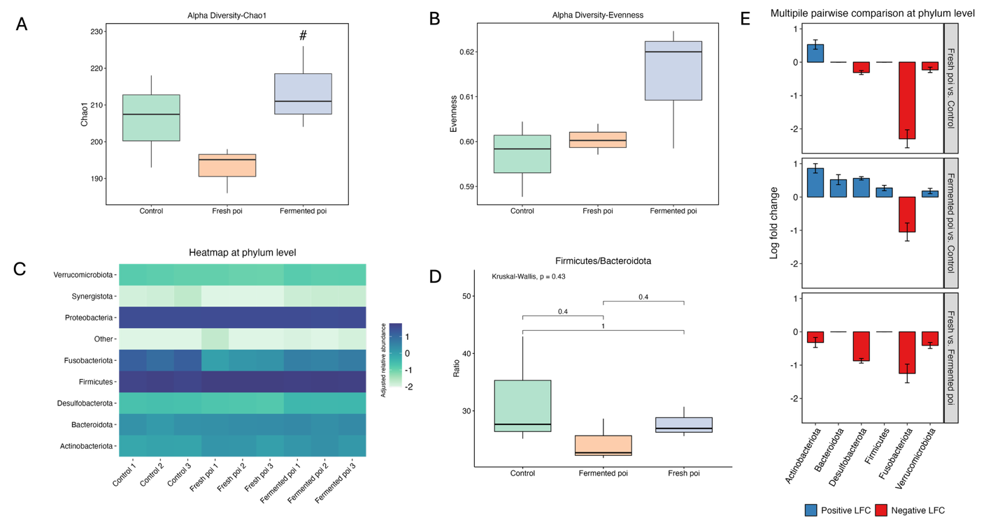 A
Alpha Diversity-Chao1
#
230
220
210
200
190
Chao1
Control
Fresh poi
Fermented poi
B
Alpha Diversity-Evenness
0.62
0.61
0.60
0.59
Evenness
Control
Fresh poi
Fermented poi
C
Heatmap at phylum level
Verrucomicrobiota
Synergistota
Proteobacteria
Other
Fusobacteriota
Firmicutes
Desulfobacterota
Bacteroidota
Actinobacteriota
Control 1
Control 2
Control 3
Fresh poi 1
Fresh poi 2
Fresh poi 3
Fermented poi 1
Fermented poi 2
Fermented poi 3
Adjusted relative abundance
1
0
-1
-2
D
Firmicutes/Bacteroidota
Kruskal-Wallis, p = 0.43
0.4
0.4
1
50
40
30
Ratio
Control
Fermented poi
Fresh poi
E
Multipile pairwise comparison at phylum level
1
0
-1
-2
Fresh poi vs. Control
1
0
-1
-2
Fermented poi vs. Control
1
0
-1
-2
Fresh vs. Fermented poi
Log fold change
Actinobacteriota
Bacteroidota
Desulfobacterota
Firmicutes
Fusobacteriota
Verrucomicrobiota
Positive LFC
Negative LFC